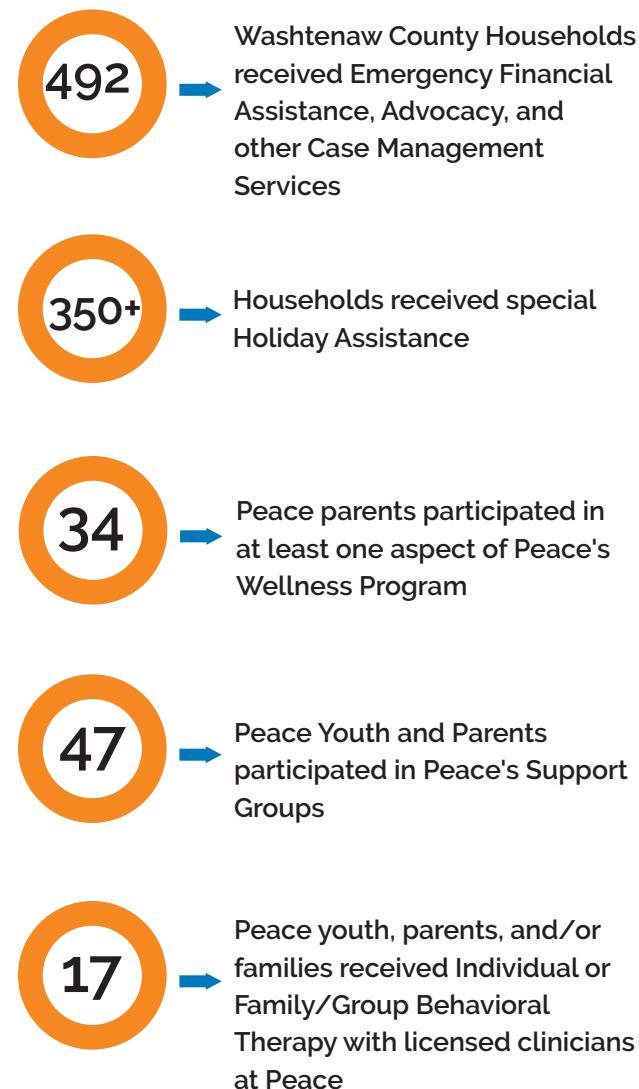 492
Washtenaw County Households
received Emergency Financial
Assistance, Advocacy, and
other Case Management
Services
350+
Households received special
Holiday Assistance
34
Peace parents participated in
at least one aspect of Peace's
Wellness Program
47
Peace Youth and Parents
participated in Peace's Support
Groups
17
Peace youth, parents, and/or
families received Individual or
Family/Group Behavioral
Therapy with licensed clinicians
at Peace